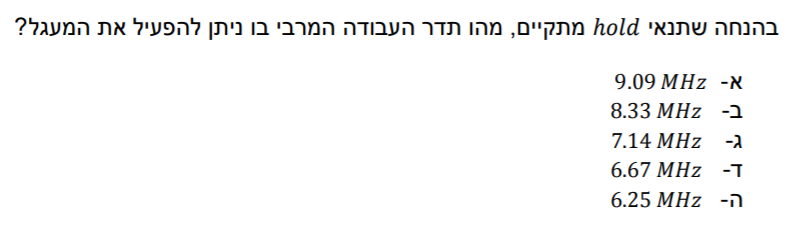 בהנחה שתנאי hold מתקיים, מהו תדר העבודה המרבי בו ניתן להפעיל את המעגל?
א- 9.09 MHz
ב- 8.33 MHz
ג- 7.14 MHz
ד- 6.67 MHz
ה- 6.25 MHz